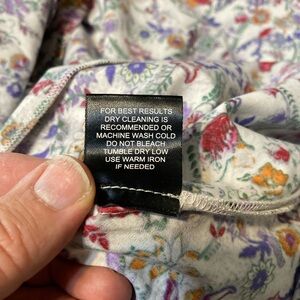 FOR BEST RESULTS
DRY CLEANING IS
RECOMMENDED OR
MACHINE WASH COLD
DO NOT BLEACH
TUMBLE DRY LOW
USE WARM IRON
IF NEEDED